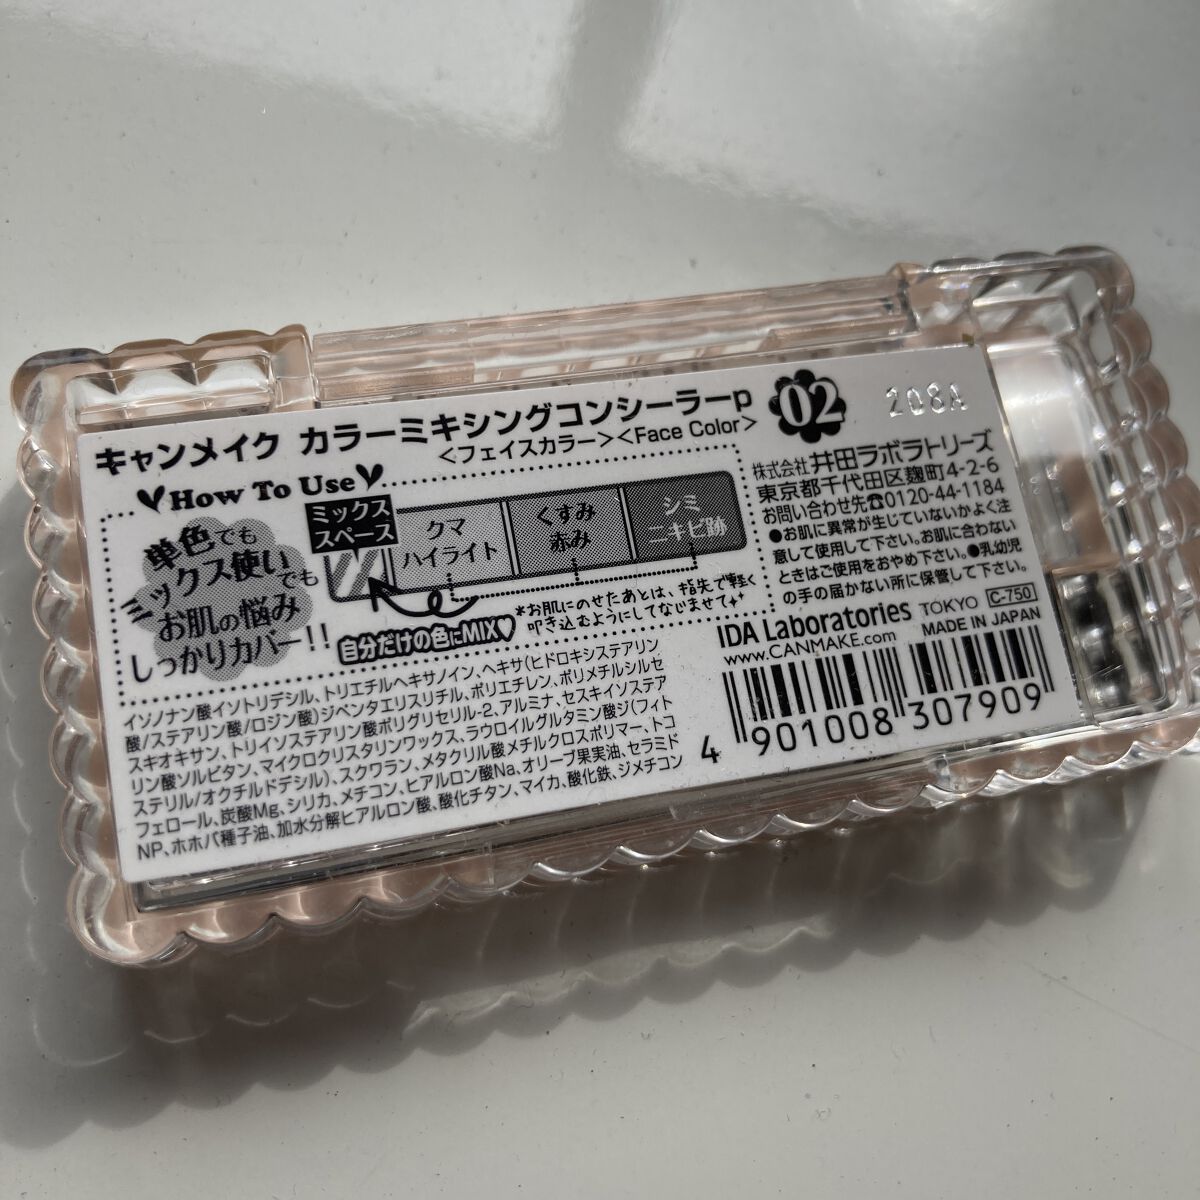 キャンメイク カラーミキシングコンシーラーp
<フェイスカラー><Face Color>
02
208A
How To Use
単色でも
ミックス使いでも
お肌の悩み
しっかりカバー!!
ミックス
スペース
クマ
ハイライト
くすみ
赤み
シミ
ニキビ跡
自分だけの色にMIX♥
*お肌にのせたあとは、指先で軽く
叩き込むようにしてなじませて
株式会社 井田ラボラトリーズ
東京都千代田区麹町4-2-6
お問い合わせ先☎0120-44-1184
●お肌に異常が生じていないかよく注
意して使用して下さい。お肌に合わない
ときはご使用をおやめ下さい。●乳幼児
の手の届かない所に保管して下さい。
IDA Laboratories TOKYO C-750
www.CANMAKE.com MADE IN JAPAN
4 901008 307909
イソノナン酸イソトリデシル、トリエチルヘキサノイン、ヘキサ(ヒドロキシステアリン
酸/ステアリン酸/ロジン酸)ジペンタエリスリチル、ポリエチレン、ポリメチルシルセ
スキオキサン、トリイソステアリン酸ポリグリセリル-2、アルミナ、セスキイソステア
リン酸ソルビタン、マイクロクリスタリンワックス、ラウロイルグルタミン酸ジ(フィト
ステリル/オクチルドデシル)、スクワラン、メタクリル酸メチルクロスポリマー、トコ
フェロール、炭酸Mg、シリカ、メチコン、ヒアルロン酸Na、オリーブ果実油、セラミド
NP、ホホバ種子油、加水分解ヒアルロン酸、酸化チタン、マイカ、酸化鉄、ジメチコン